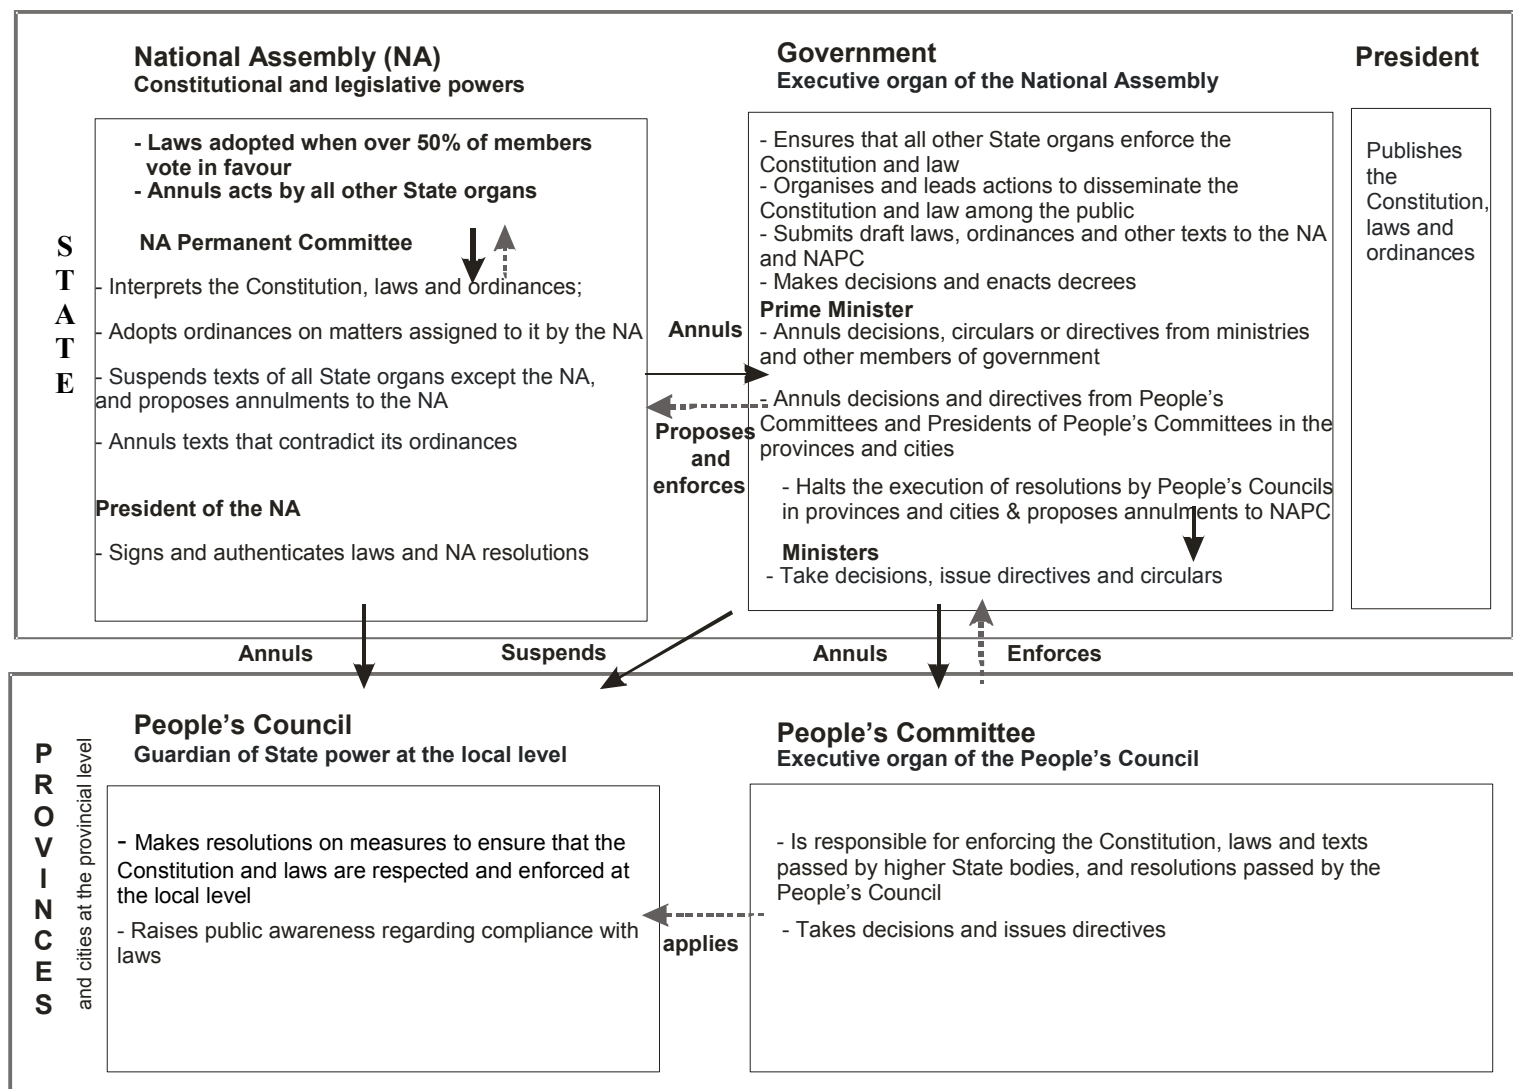 STATE
National Assembly (NA)
Constitutional and legislative powers
- Laws adopted when over 50% of members
vote in favour
- Annuls acts by all other State organs
NA Permanent Committee
- Interprets the Constitution, laws and ordinances;
- Adopts ordinances on matters assigned to it by the NA
- Suspends texts of all State organs except the NA,
and proposes annulments to the NA
- Annuls texts that contradict its ordinances
President of the NA
- Signs and authenticates laws and NA resolutions
Annuls
Proposes
and
enforces
Government
Executive organ of the National Assembly
- Ensures that all other State organs enforce the
Constitution and law
- Organises and leads actions to disseminate the
Constitution and law among the public
- Submits draft laws, ordinances and other texts to the NA
and NAPC
- Makes decisions and enacts decrees
Prime Minister
- Annuls decisions, circulars or directives from ministries
and other members of government
- Annuls decisions and directives from People’s
Committees and Presidents of People’s Committees in the
provinces and cities
- Halts the execution of resolutions by People’s Councils
in provinces and cities & proposes annulments to NAPC
Ministers
- Take decisions, issue directives and circulars
President
Publishes
the
Constitution,
laws and
ordinances
Annuls
Suspends
Annuls
Enforces
PROVINCES
and cities at the provincial level
People’s Council
Guardian of State power at the local level
- Makes resolutions on measures to ensure that the
Constitution and laws are respected and enforced at
the local level
- Raises public awareness regarding compliance with
laws
applies
People’s Committee
Executive organ of the People’s Council
- Is responsible for enforcing the Constitution, laws and texts
passed by higher State bodies, and resolutions passed by the
People’s Council
- Takes decisions and issues directives